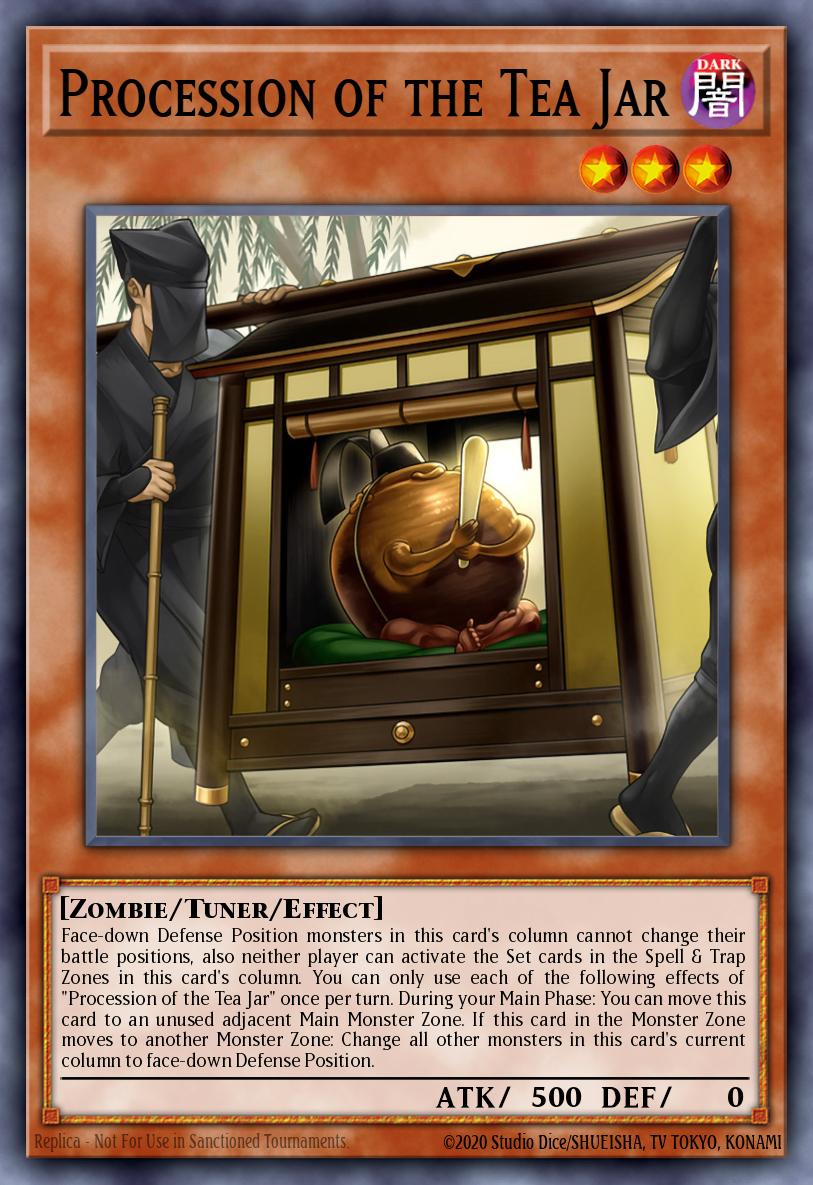 Procession of the Tea Jar
DARK
闇
[Zombie/Tuner/Effect]
Face-down Defense Position monsters in this card's column cannot change their
battle positions, also neither player can activate the Set cards in the Spell & Trap
Zones in this card's column. You can only use each of the following effects of
"Procession of the Tea Jar" once per turn. During your Main Phase: You can move this
card to an unused adjacent Main Monster Zone. If this card in the Monster Zone
moves to another Monster Zone: Change all other monsters in this card's current
column to face-down Defense Position.
ATK/ 500 DEF/ 0
Replica - Not For Use in Sanctioned Tournaments.
©2020 Studio Dice/SHUEISHA, TV TOKYO, KONAMI